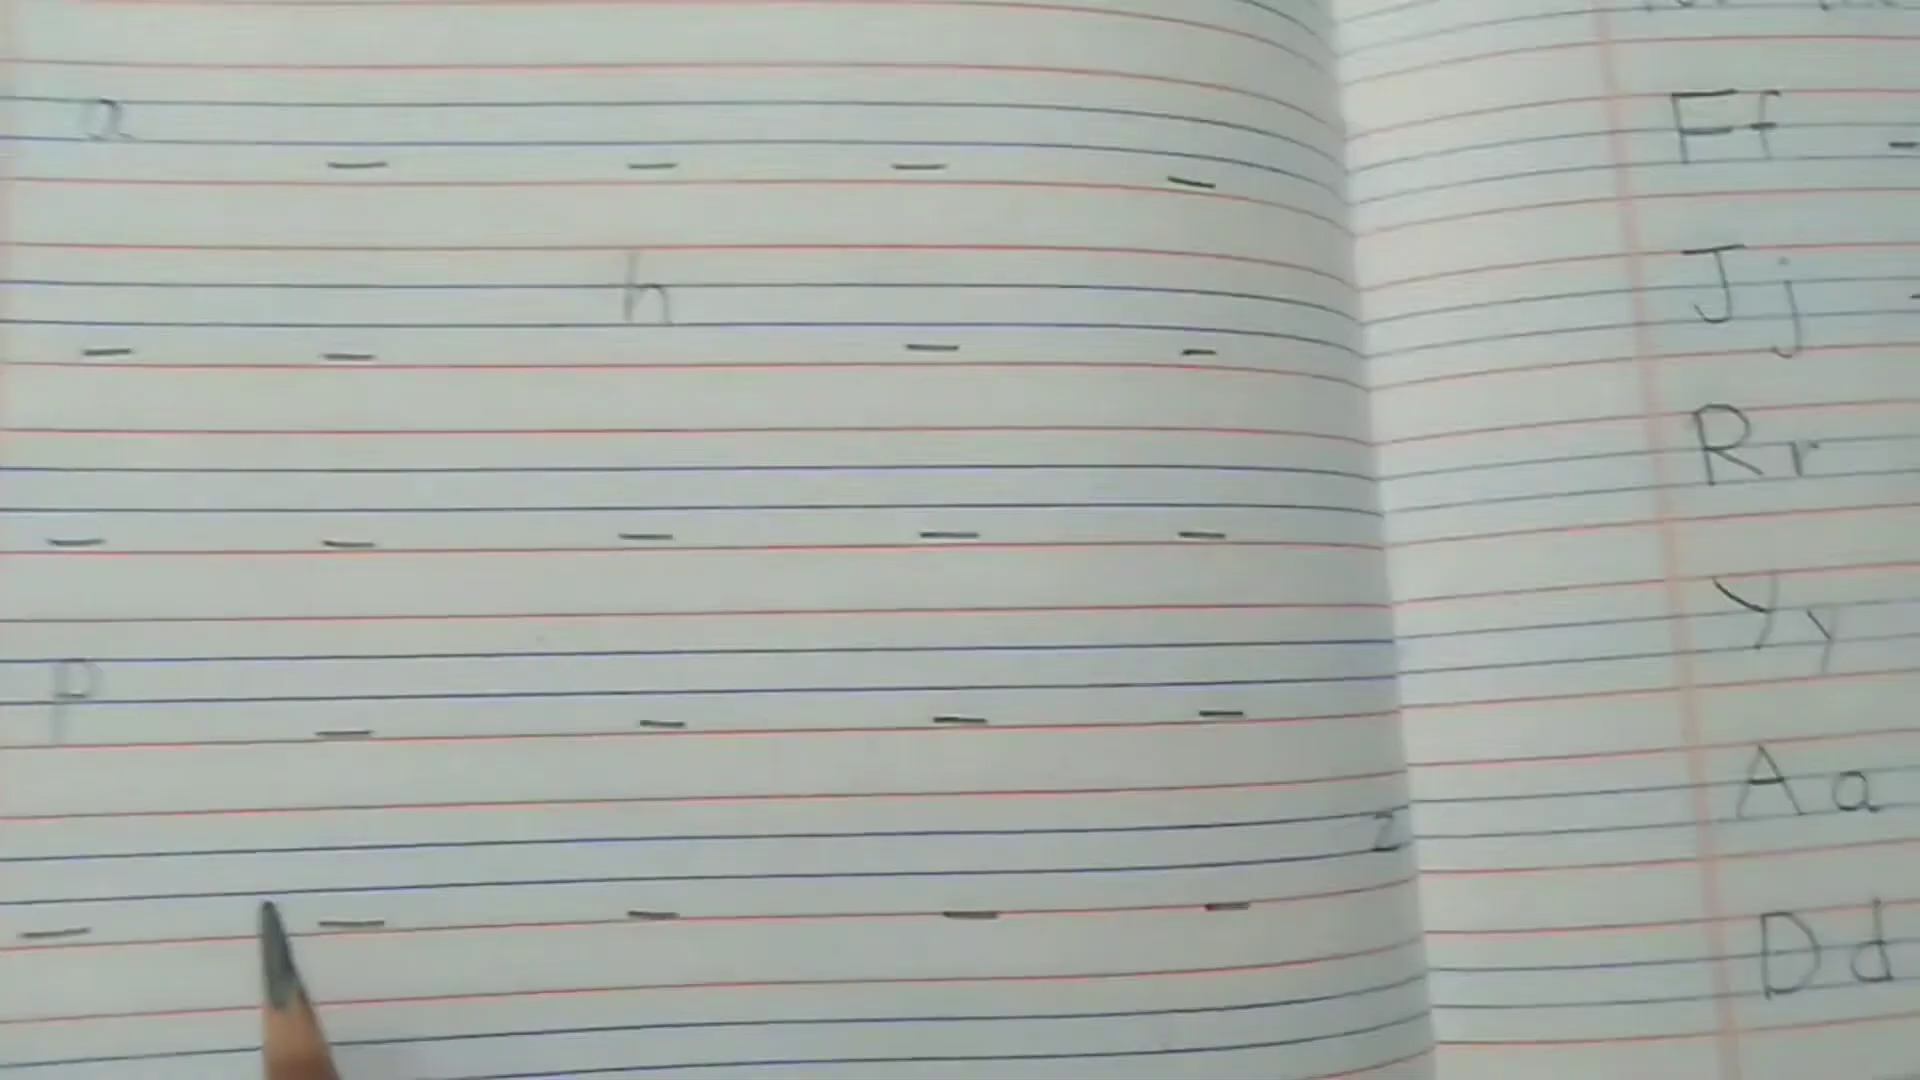 a _ _ _ _
_ _ h _ _
_ _ _ _ _
p _ _ _ _
_ _ _ _ _ z
Ff _
Jj _
Rr
Yy
Aa
Dd